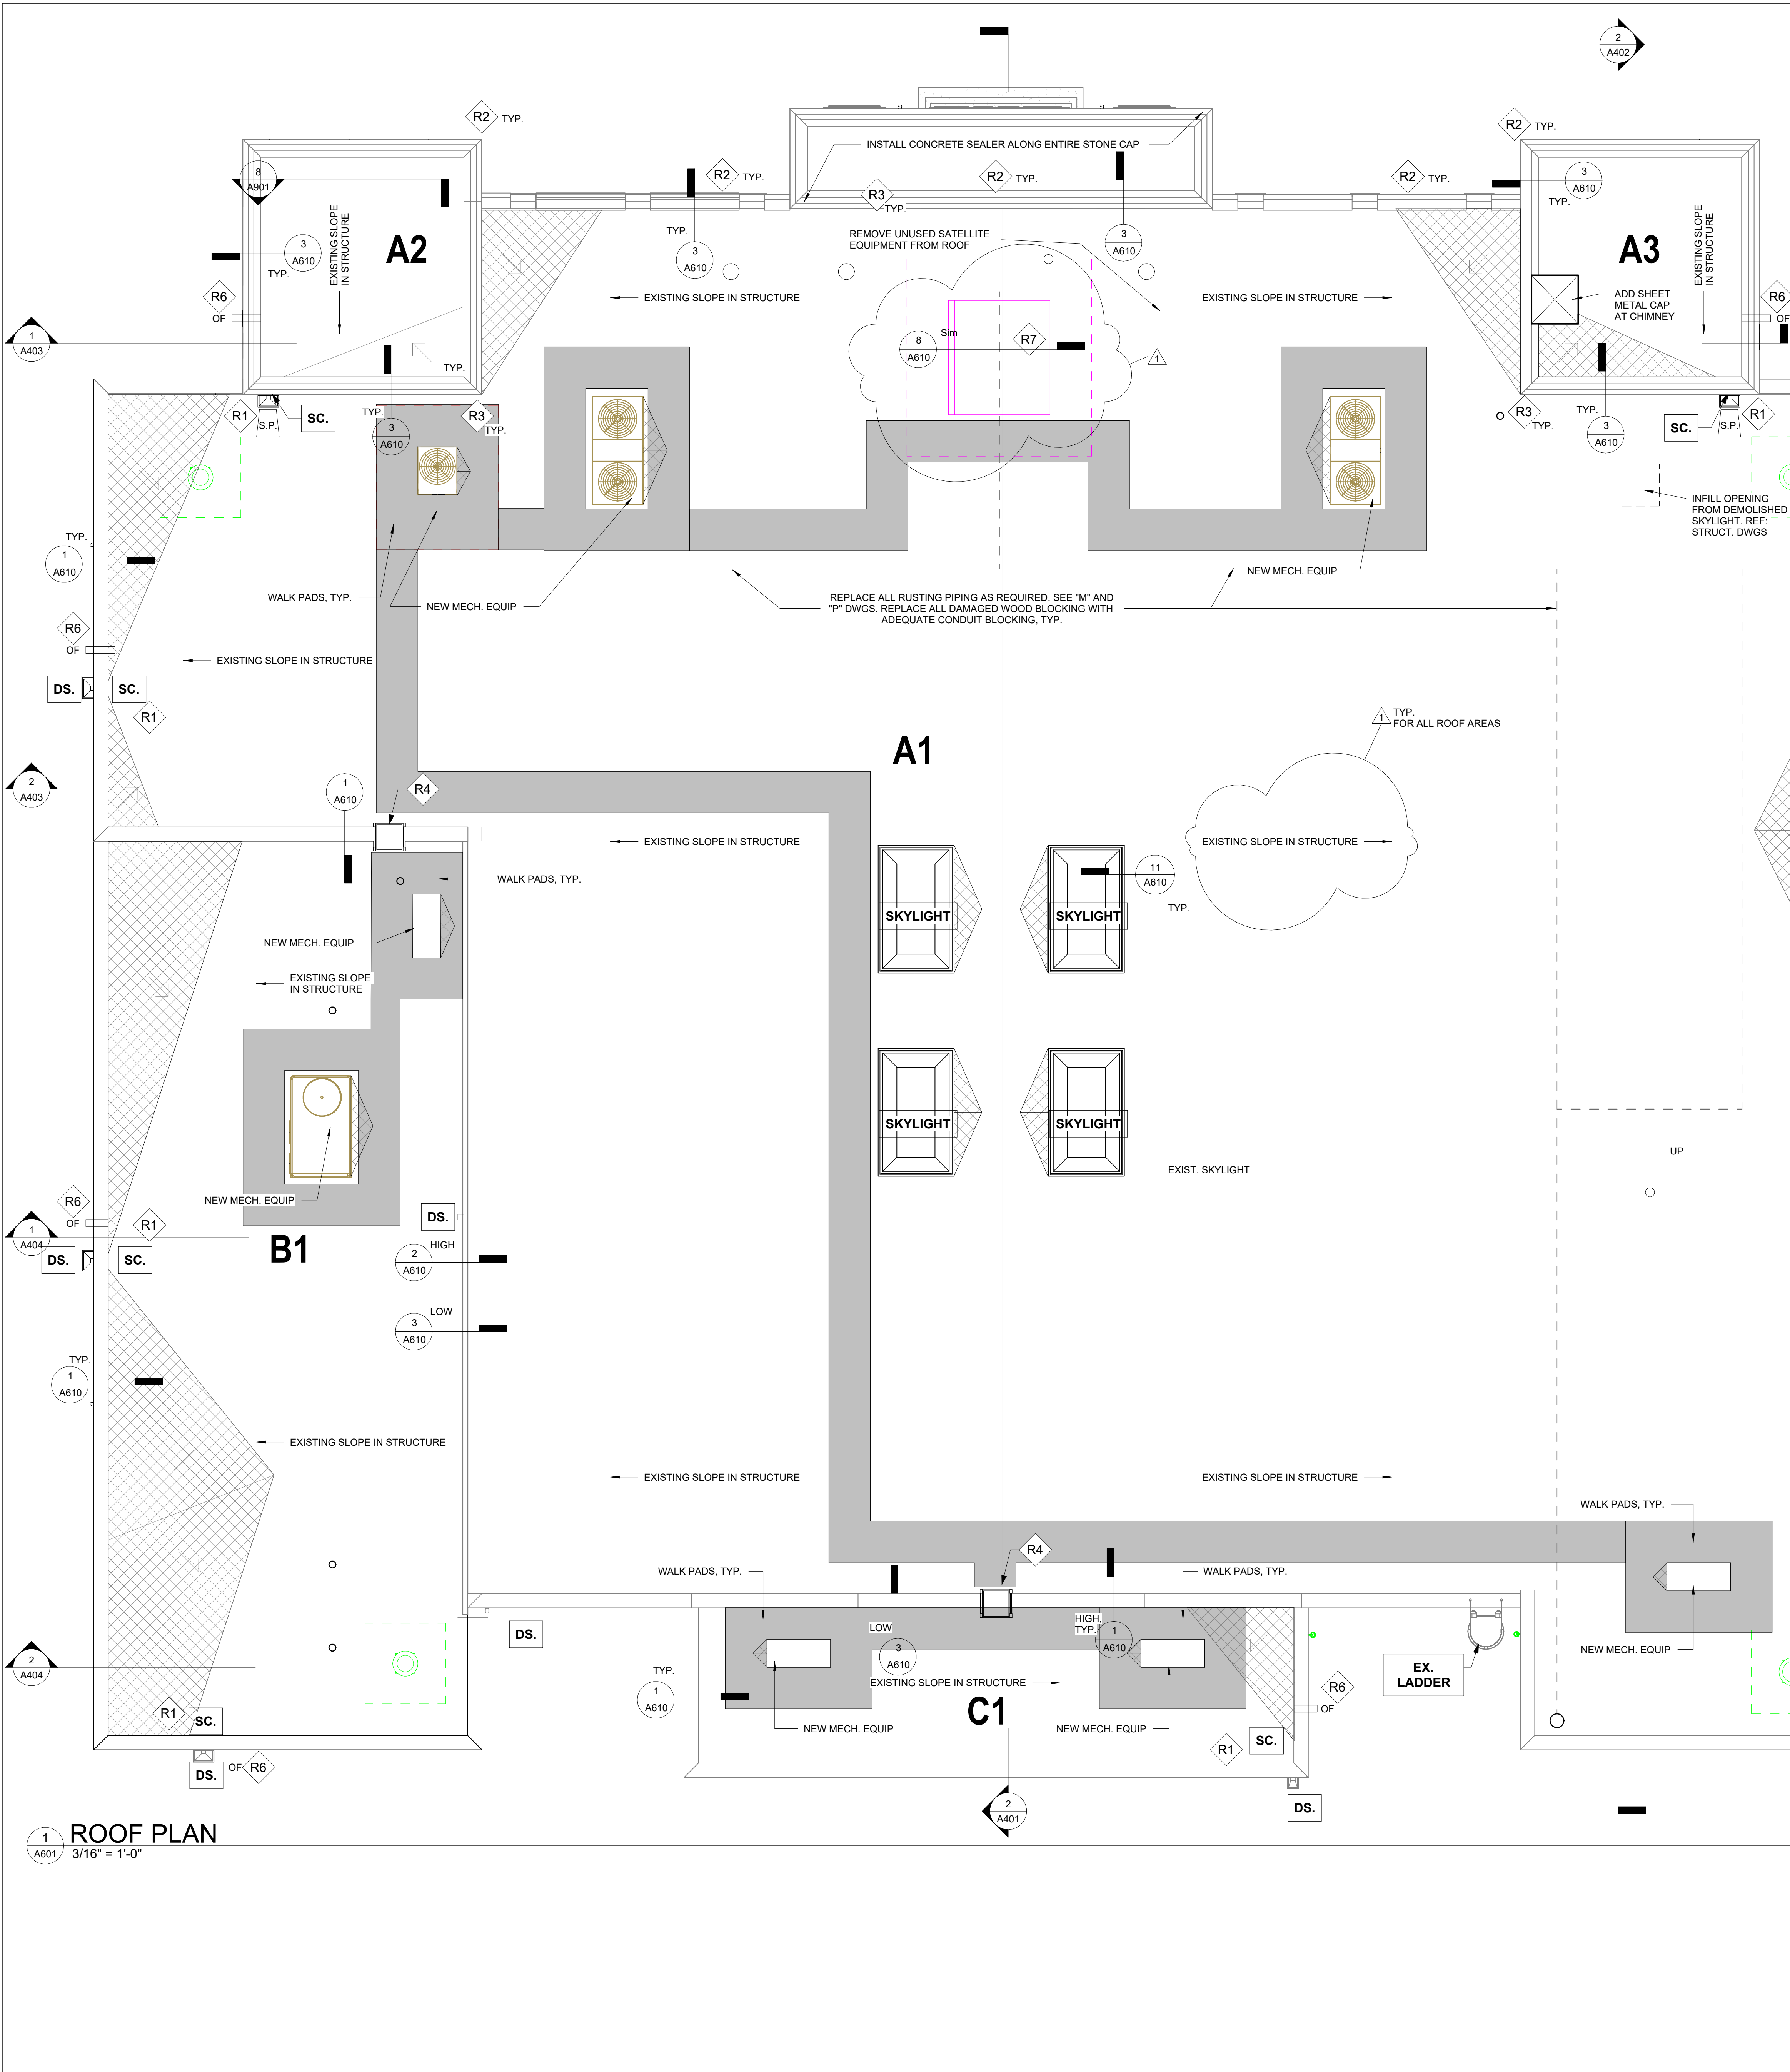 2
A402
R2 TYP.
R2 TYP.
INSTALL CONCRETE SEALER ALONG ENTIRE STONE CAP
8
A901
R2 TYP.
R2 TYP.
R2 TYP.
R3
TYP.
3
A610
TYP.
EXISTING SLOPE
IN STRUCTURE
A2
TYP.
3
A610
REMOVE UNUSED SATELLITE
EQUIPMENT FROM ROOF
3
A610
3
A610
TYP.
A3
EXISTING SLOPE
IN STRUCTURE
R6
OF
EXISTING SLOPE IN STRUCTURE
EXISTING SLOPE IN STRUCTURE
ADD SHEET
METAL CAP
AT CHIMNEY
R6
OF
1
A403
8
A610
Sim
R7
1
TYP.
R1
S.P.
SC.
TYP.
3
A610
R3
TYP.
R3
TYP.
TYP.
3
A610
SC.
S.P.
R1
INFILL OPENING
FROM DEMOLISHED
SKYLIGHT. REF:
STRUCT. DWGS
TYP.
1
A610
WALK PADS, TYP.
NEW MECH. EQUIP
NEW MECH. EQUIP
REPLACE ALL RUSTING PIPING AS REQUIRED. SEE "M" AND
"P" DWGS. REPLACE ALL DAMAGED WOOD BLOCKING WITH
ADEQUATE CONDUIT BLOCKING, TYP.
R6
OF
EXISTING SLOPE IN STRUCTURE
DS.
SC.
R1
1
TYP.
FOR ALL ROOF AREAS
A1
2
A403
1
A610
R4
EXISTING SLOPE IN STRUCTURE
EXISTING SLOPE IN STRUCTURE
WALK PADS, TYP.
11
A610
TYP.
SKYLIGHT
SKYLIGHT
NEW MECH. EQUIP
EXISTING SLOPE
IN STRUCTURE
SKYLIGHT
SKYLIGHT
UP
EXIST. SKYLIGHT
NEW MECH. EQUIP
R6
OF
R1
DS.
1
A404
B1
DS.
SC.
HIGH
2
A610
LOW
3
A610
TYP.
1
A610
EXISTING SLOPE IN STRUCTURE
EXISTING SLOPE IN STRUCTURE
EXISTING SLOPE IN STRUCTURE
WALK PADS, TYP.
R4
WALK PADS, TYP.
WALK PADS, TYP.
DS.
LOW
3
A610
HIGH,
TYP.
1
A610
NEW MECH. EQUIP
2
A404
TYP.
1
A610
EXISTING SLOPE IN STRUCTURE
EX.
LADDER
R6
OF
C1
R1
SC.
NEW MECH. EQUIP
NEW MECH. EQUIP
R1
SC.
DS.
OF
R6
2
A401
DS.
1
A601
ROOF PLAN
3/16" = 1'-0"